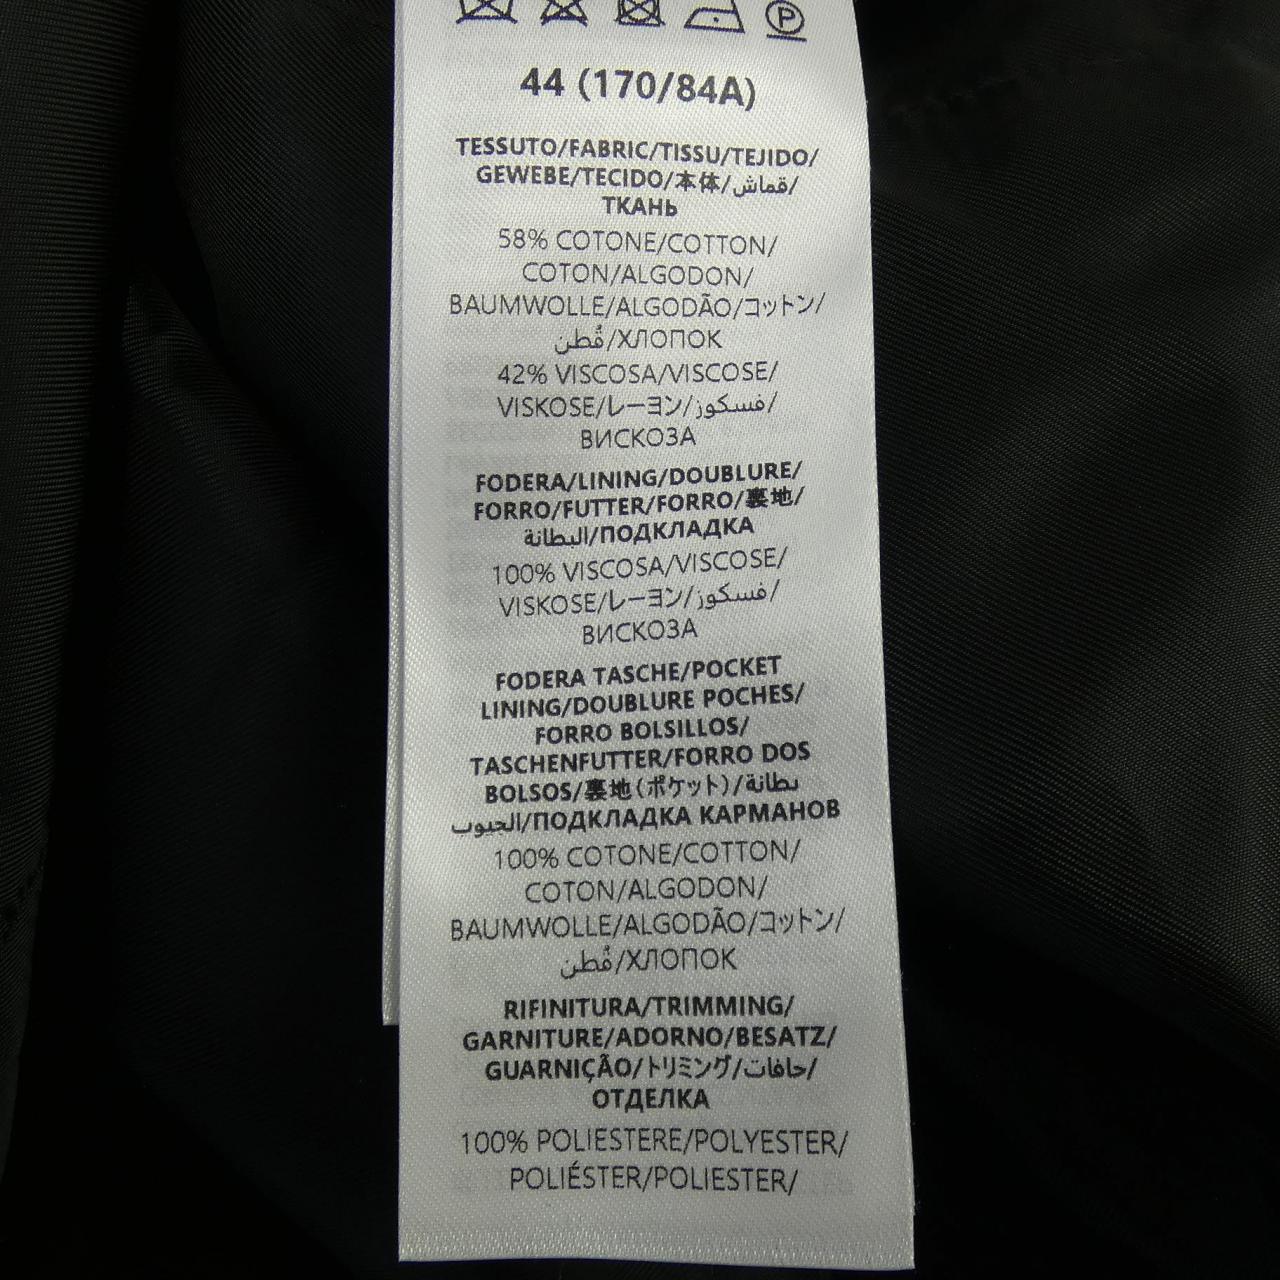 P
44 (170/84A)
TESSUTO/FABRIC/TISSU/TEJIDO/
GEWEBE/TECIDO/本体/قماش/
ТКАНЬ
58% COTONE/COTTON/
COTON/ALGODON/
BAUMWOLLE/ALGODÃO/コットン/
قُطن/ХЛОПОК
42% VISCOSA/VISCOSE/
VISKOSE/レーヨン/فسكوز/
ВИСКОЗА
FODERA/LINING/DOUBLURE/
FORRO/FUTTER/FORRO/裏地/
البطانة/ПОДКЛАДКА
100% VISCOSA/VISCOSE/
VISKOSE/レーヨン/فسكوز/
ВИСКОЗА
FODERA TASCHE/POCKET
LINING/DOUBLURE POCHES/
FORRO BOLSILLOS/
TASCHENFUTTER/FORRO DOS
BOLSOS/裏地(ポケット)/بطانة
الجيوب/ПОДКЛАДКА КАРМАНОВ
100% COTONE/COTTON/
COTON/ALGODON/
BAUMWOLLE/ALGODÃO/コットン/
قُطن/ХЛОПОК
RIFINITURA/TRIMMING/
GARNITURE/ADORNO/BESATZ/
GUARNIÇÃO/トリミング/حافات/
ОТДЕЛКА
100% POLIESTERE/POLYESTER/
POLIÉSTER/POLIESTER/